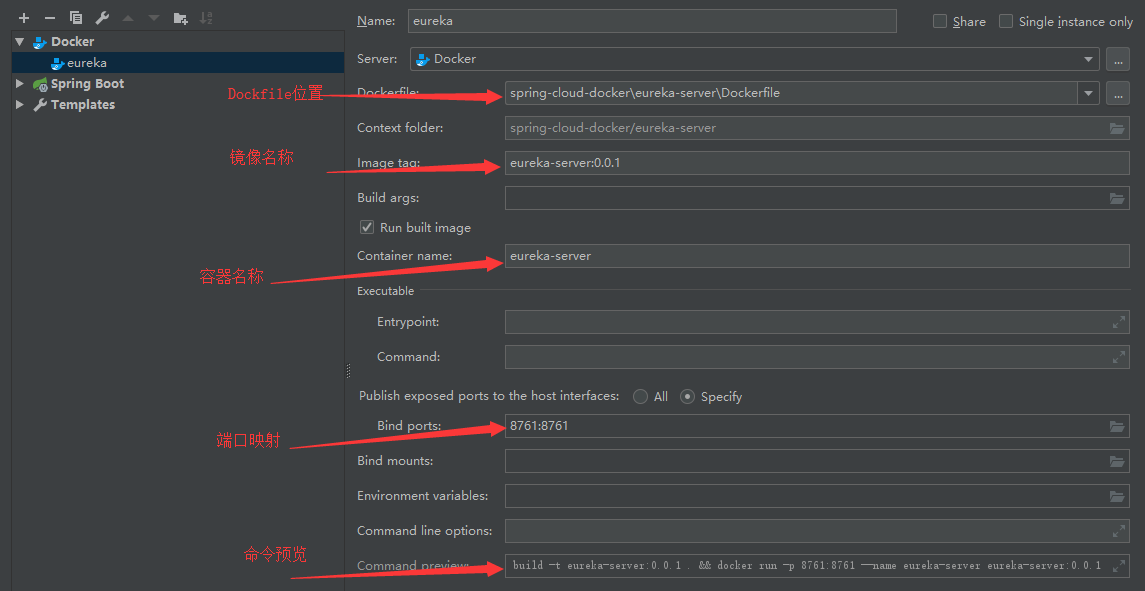 Name: eureka
Share
Single instance only
Docker
eureka
Spring Boot
Templates
Server: Docker
...
Dockfile位置
Dockerfile: spring-cloud-docker\eureka-server\Dockerfile
...
Context folder: spring-cloud-docker/eureka-server
镜像名称
Image tag: eureka-server:0.0.1
Build args:
Run built image
容器名称
Container name: eureka-server
Executable
Entrypoint:
Command:
Publish exposed ports to the host interfaces: All Specify
端口映射
Bind ports: 8761:8761
Bind mounts:
Environment variables:
Command line options:
命令预览
Command preview: build -t eureka-server:0.0.1 . && docker run -p 8761:8761 --name eureka-server eureka-server:0.0.1